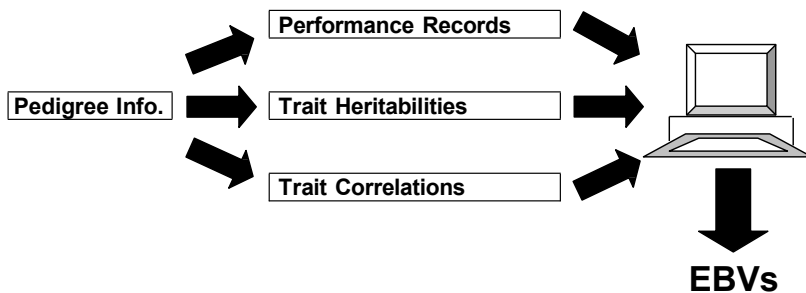 Performance Records
Pedigree Info.
Trait Heritabilities
Trait Correlations
EBVs